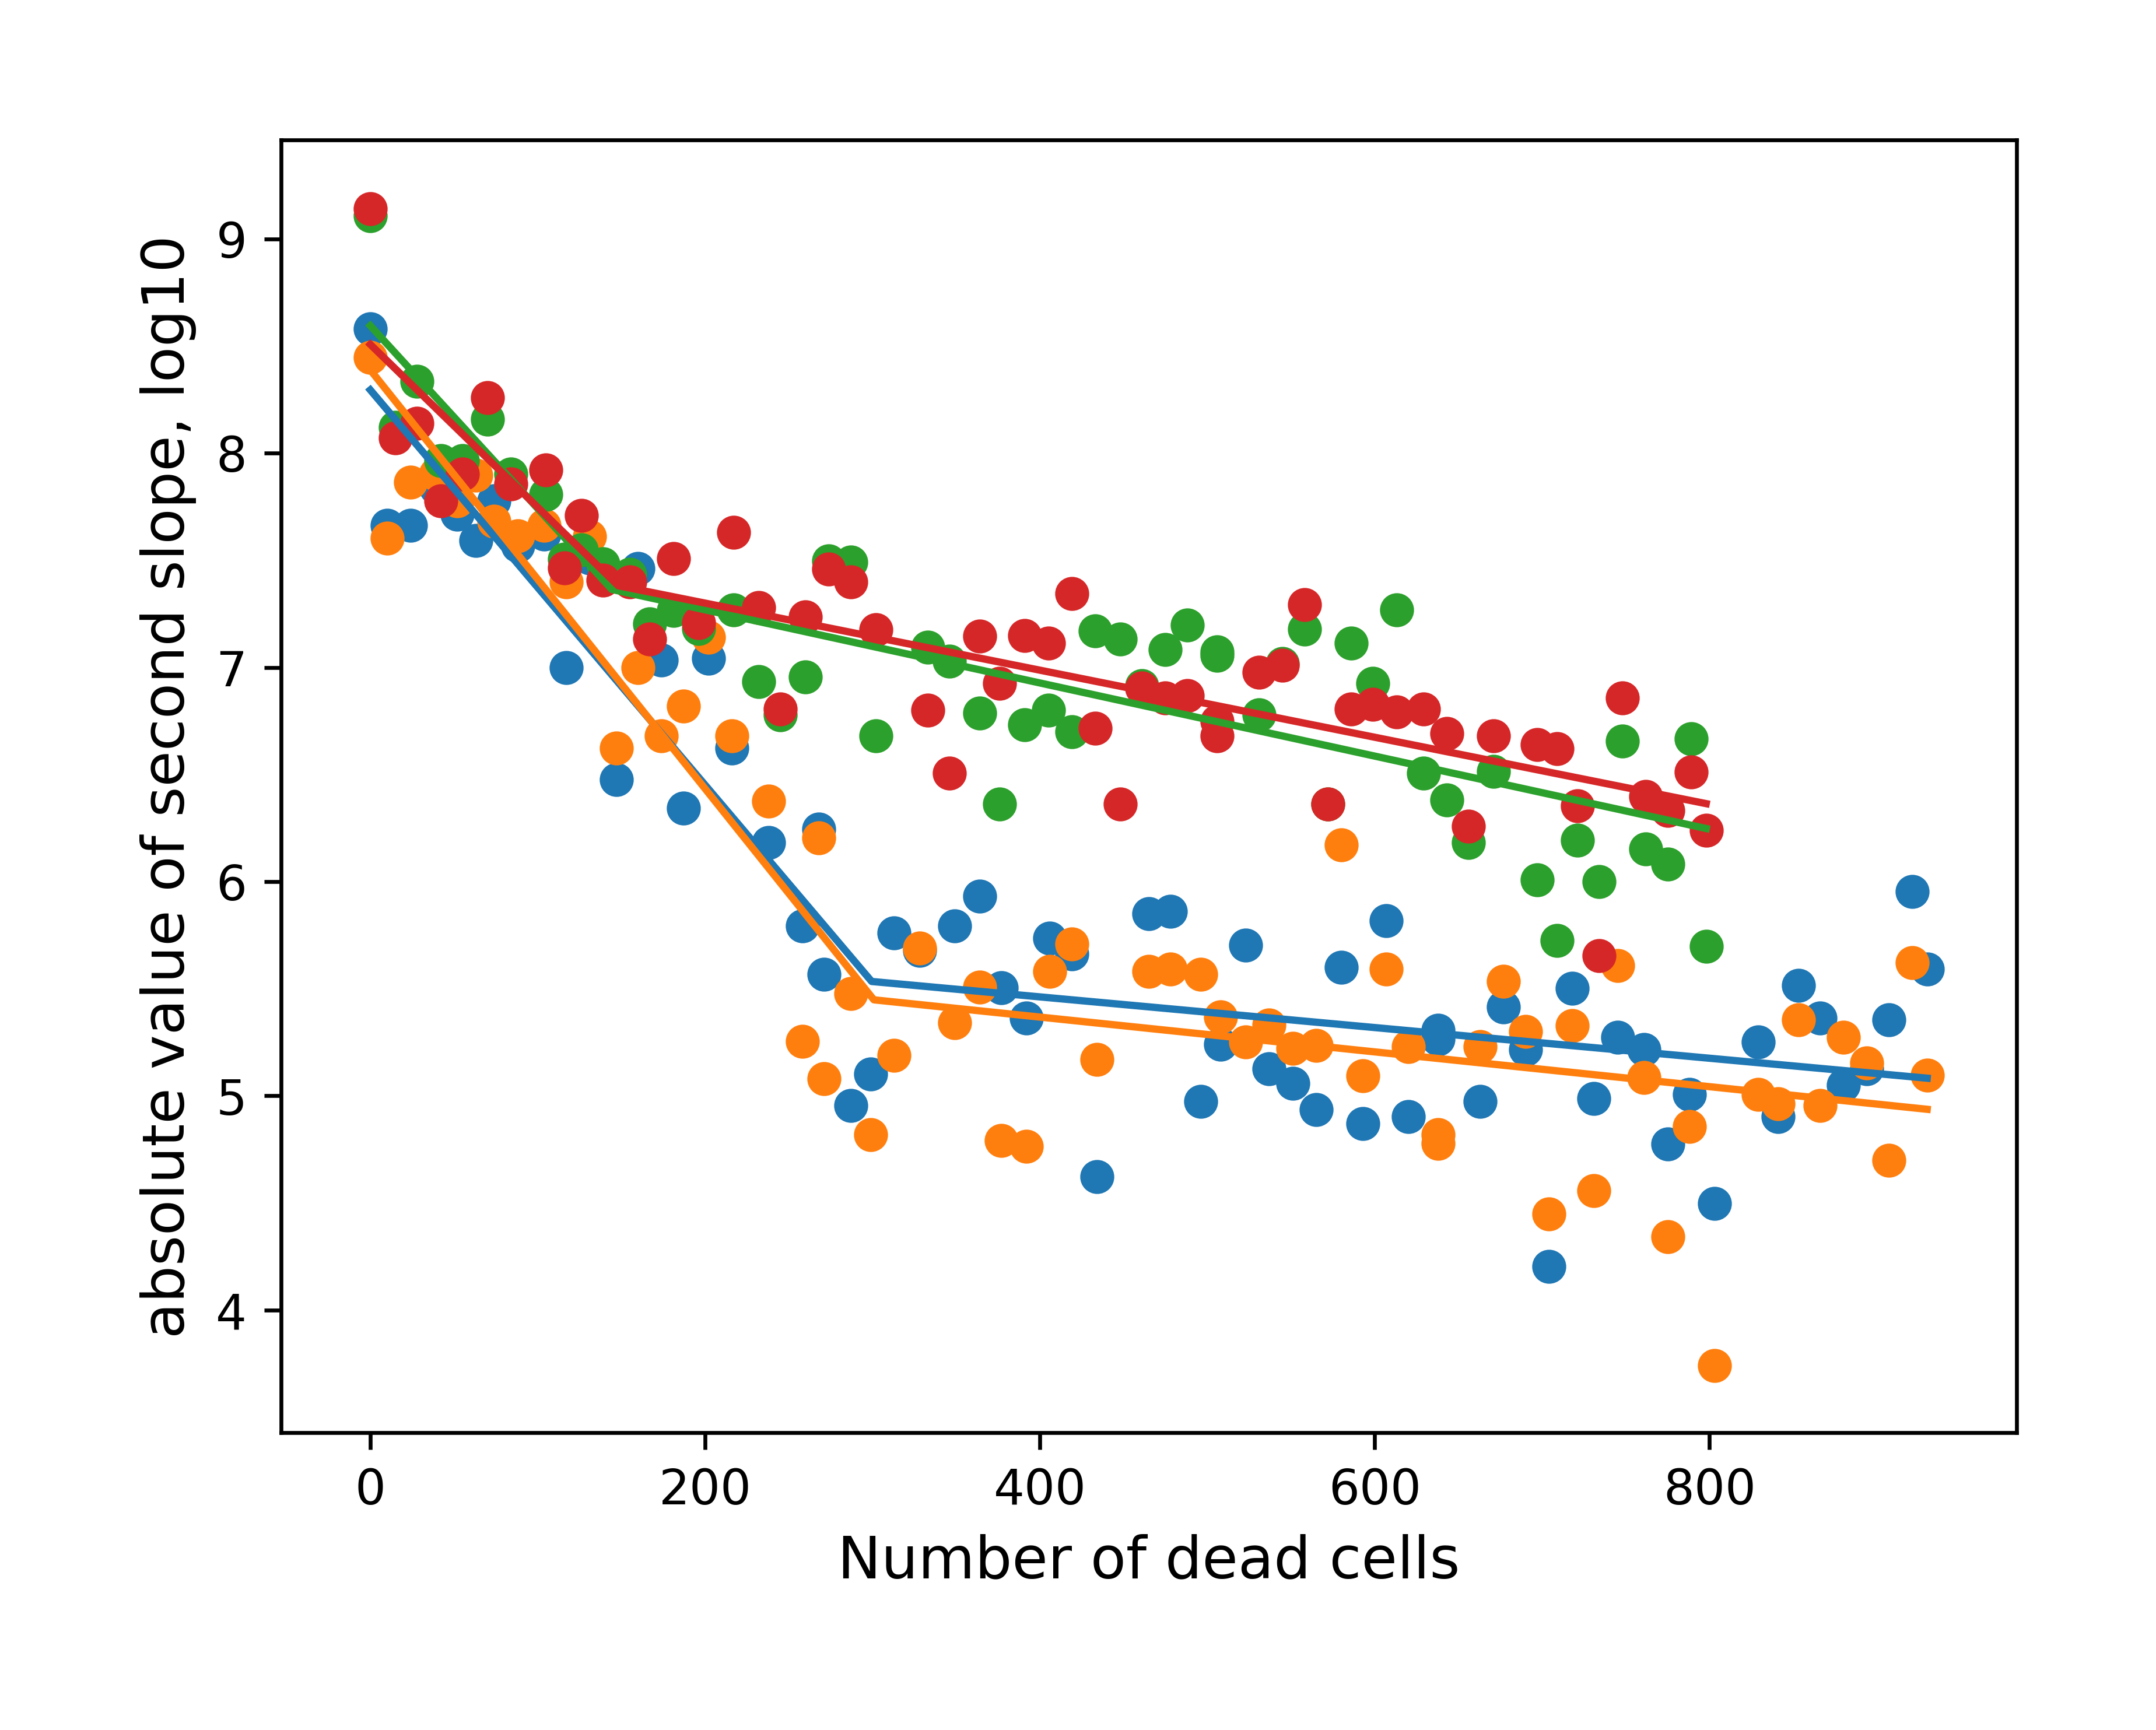 absolute value of second slope, log10
9
8
7
6
5
4
0 200 400 600 800
Number of dead cells